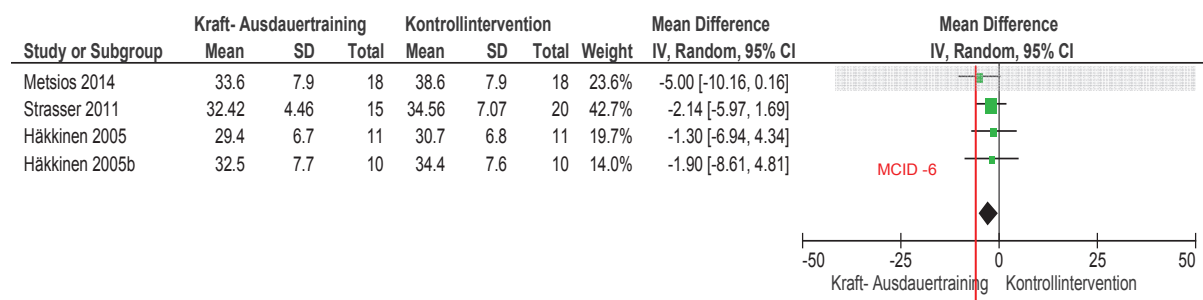 Kraft- Ausdauertraining Kontrollintervention Mean Difference Mean Difference
Study or Subgroup Mean SD Total Mean SD Total Weight IV, Random, 95% CI IV, Random, 95% CI
Metsios 2014 33.6 7.9 18 38.6 7.9 18 23.6% -5.00 [-10.16, 0.16]
Strasser 2011 32.42 4.46 15 34.56 7.07 20 42.7% -2.14 [-5.97, 1.69]
Häkkinen 2005 29.4 6.7 11 30.7 6.8 11 19.7% -1.30 [-6.94, 4.34]
Häkkinen 2005b 32.5 7.7 10 34.4 7.6 10 14.0% -1.90 [-8.61, 4.81]
MCID -6
-50 -25 0 25 50
Kraft- Ausdauertraining Kontrollintervention